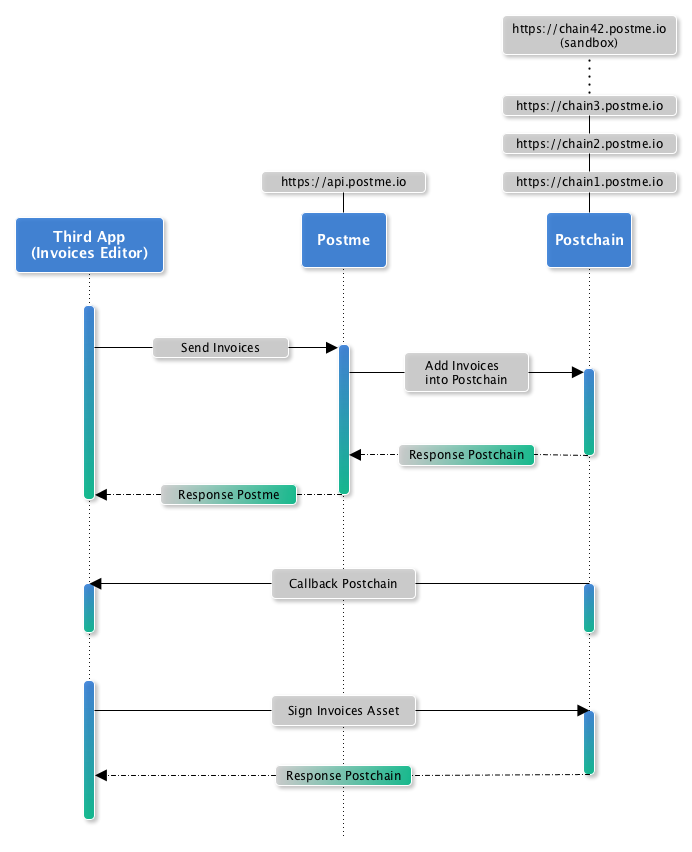 https://chain42.postme.io
(sandbox)
https://chain3.postme.io
https://chain2.postme.io
https://api.postme.io
https://chain1.postme.io
Third App
(Invoices Editor)
Postme
Postchain
Send Invoices
Add Invoices
into Postchain
Response Postchain
Response Postme
Callback Postchain
Sign Invoices Asset
Response Postchain